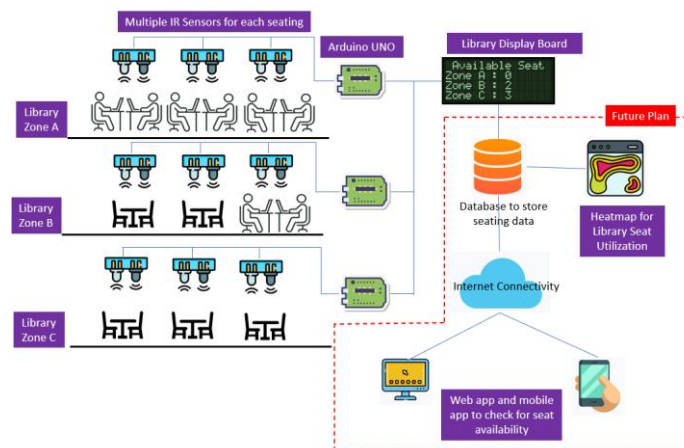 Multiple IR Sensors for each seating
Arduino UNO
Library Display Board
Available Seat
Zone A : 0
Zone B : 2
Zone C : 3
Library
Zone A
Future Plan
Library
Zone B
Database to store
seating data
Heatmap for
Library Seat
Utilization
Internet Connectivity
Library
Zone C
Web app and mobile
app to check for seat
availability